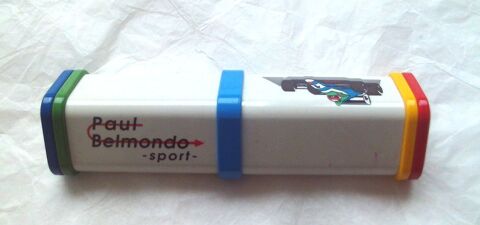 Paul
Belmondo
-sport-